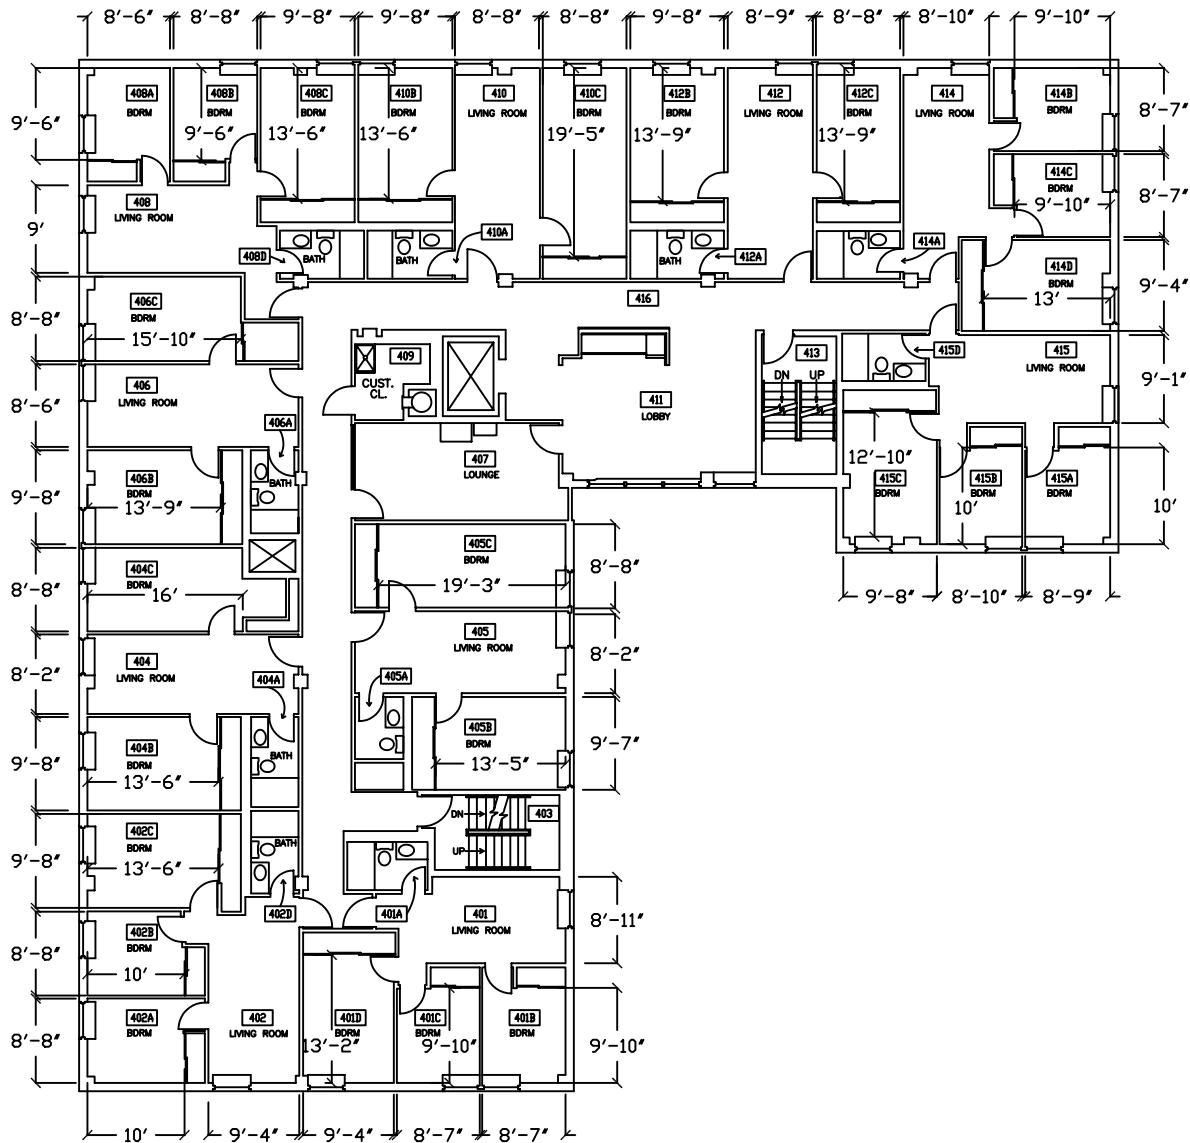 8'-6" 8'-8" 9'-8" 9'-8" 8'-8" 8'-8" 9'-8" 8'-9" 8'-8" 8'-10" 9'-10"
408A
BDRM
408B
BDRM
408C
BDRM
410B
BDRM
410
LIVING ROOM
410C
BDRM
412B
BDRM
412
LIVING ROOM
412C
BDRM
414
LIVING ROOM
414B
BDRM
9'-6"
9'-6"
13'-6"
13'-6"
19'-5"
13'-9"
13'-9"
8'-7"
414C
BDRM
9'-10"
8'-7"
408
LIVING ROOM
9'
408D
BATH
BATH
410A
BATH
412A
414A
414D
BDRM
13'
9'-4"
406C
BDRM
15'-10"
8'-8"
416
409
CUST.
CL.
411
LOBBY
413
DN UP
415D
415
LIVING ROOM
9'-1"
406
LIVING ROOM
8'-6"
406A
BATH
407
LOUNGE
12'-10"
415C
BDRM
415B
BDRM
10'
415A
BDRM
10'
406B
BDRM
13'-9"
9'-8"
405C
BDRM
19'-3"
8'-8"
404C
BDRM
16'
8'-8"
9'-8" 8'-10" 8'-9"
405
LIVING ROOM
8'-2"
404
LIVING ROOM
8'-2"
404A
BATH
405A
405B
BDRM
13'-5"
9'-7"
404B
BDRM
13'-6"
9'-8"
DN
UP
403
402C
BDRM
13'-6"
9'-8"
BATH
402D
401A
401
LIVING ROOM
8'-11"
402B
BDRM
10'
8'-8"
402A
BDRM
8'-8"
402
LIVING ROOM
401D
BDRM
13'-2"
401C
BDRM
9'-10"
401B
BDRM
9'-10"
10' 9'-4" 9'-4" 8'-7" 8'-7"